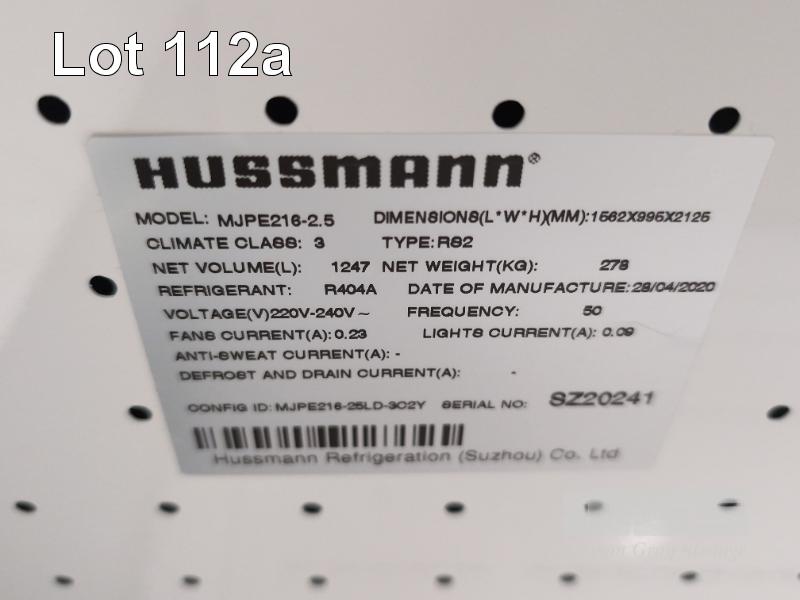 Lot 112a
HUSSMANN®
MODEL: MJPE216-2.5 DIMENSIONS(L*W*H)(MM):1562X995X2125
CLIMATE CLASS: 3 TYPE: RS2
NET VOLUME(L): 1247 NET WEIGHT(KG): 278
REFRIGERANT: R404A DATE OF MANUFACTURE: 28/04/2020
VOLTAGE(V)220V-240V~ FREQUENCY: 50
FANS CURRENT(A): 0.23 LIGHTS CURRENT(A): 0.09
ANTI-SWEAT CURRENT(A): -
DEFROST AND DRAIN CURRENT(A): -
CONFIG ID: MJPE216-25LD-3C2Y SERIAL NO: SZ20241
Hussmann Refrigeration (Suzhou) Co. Ltd